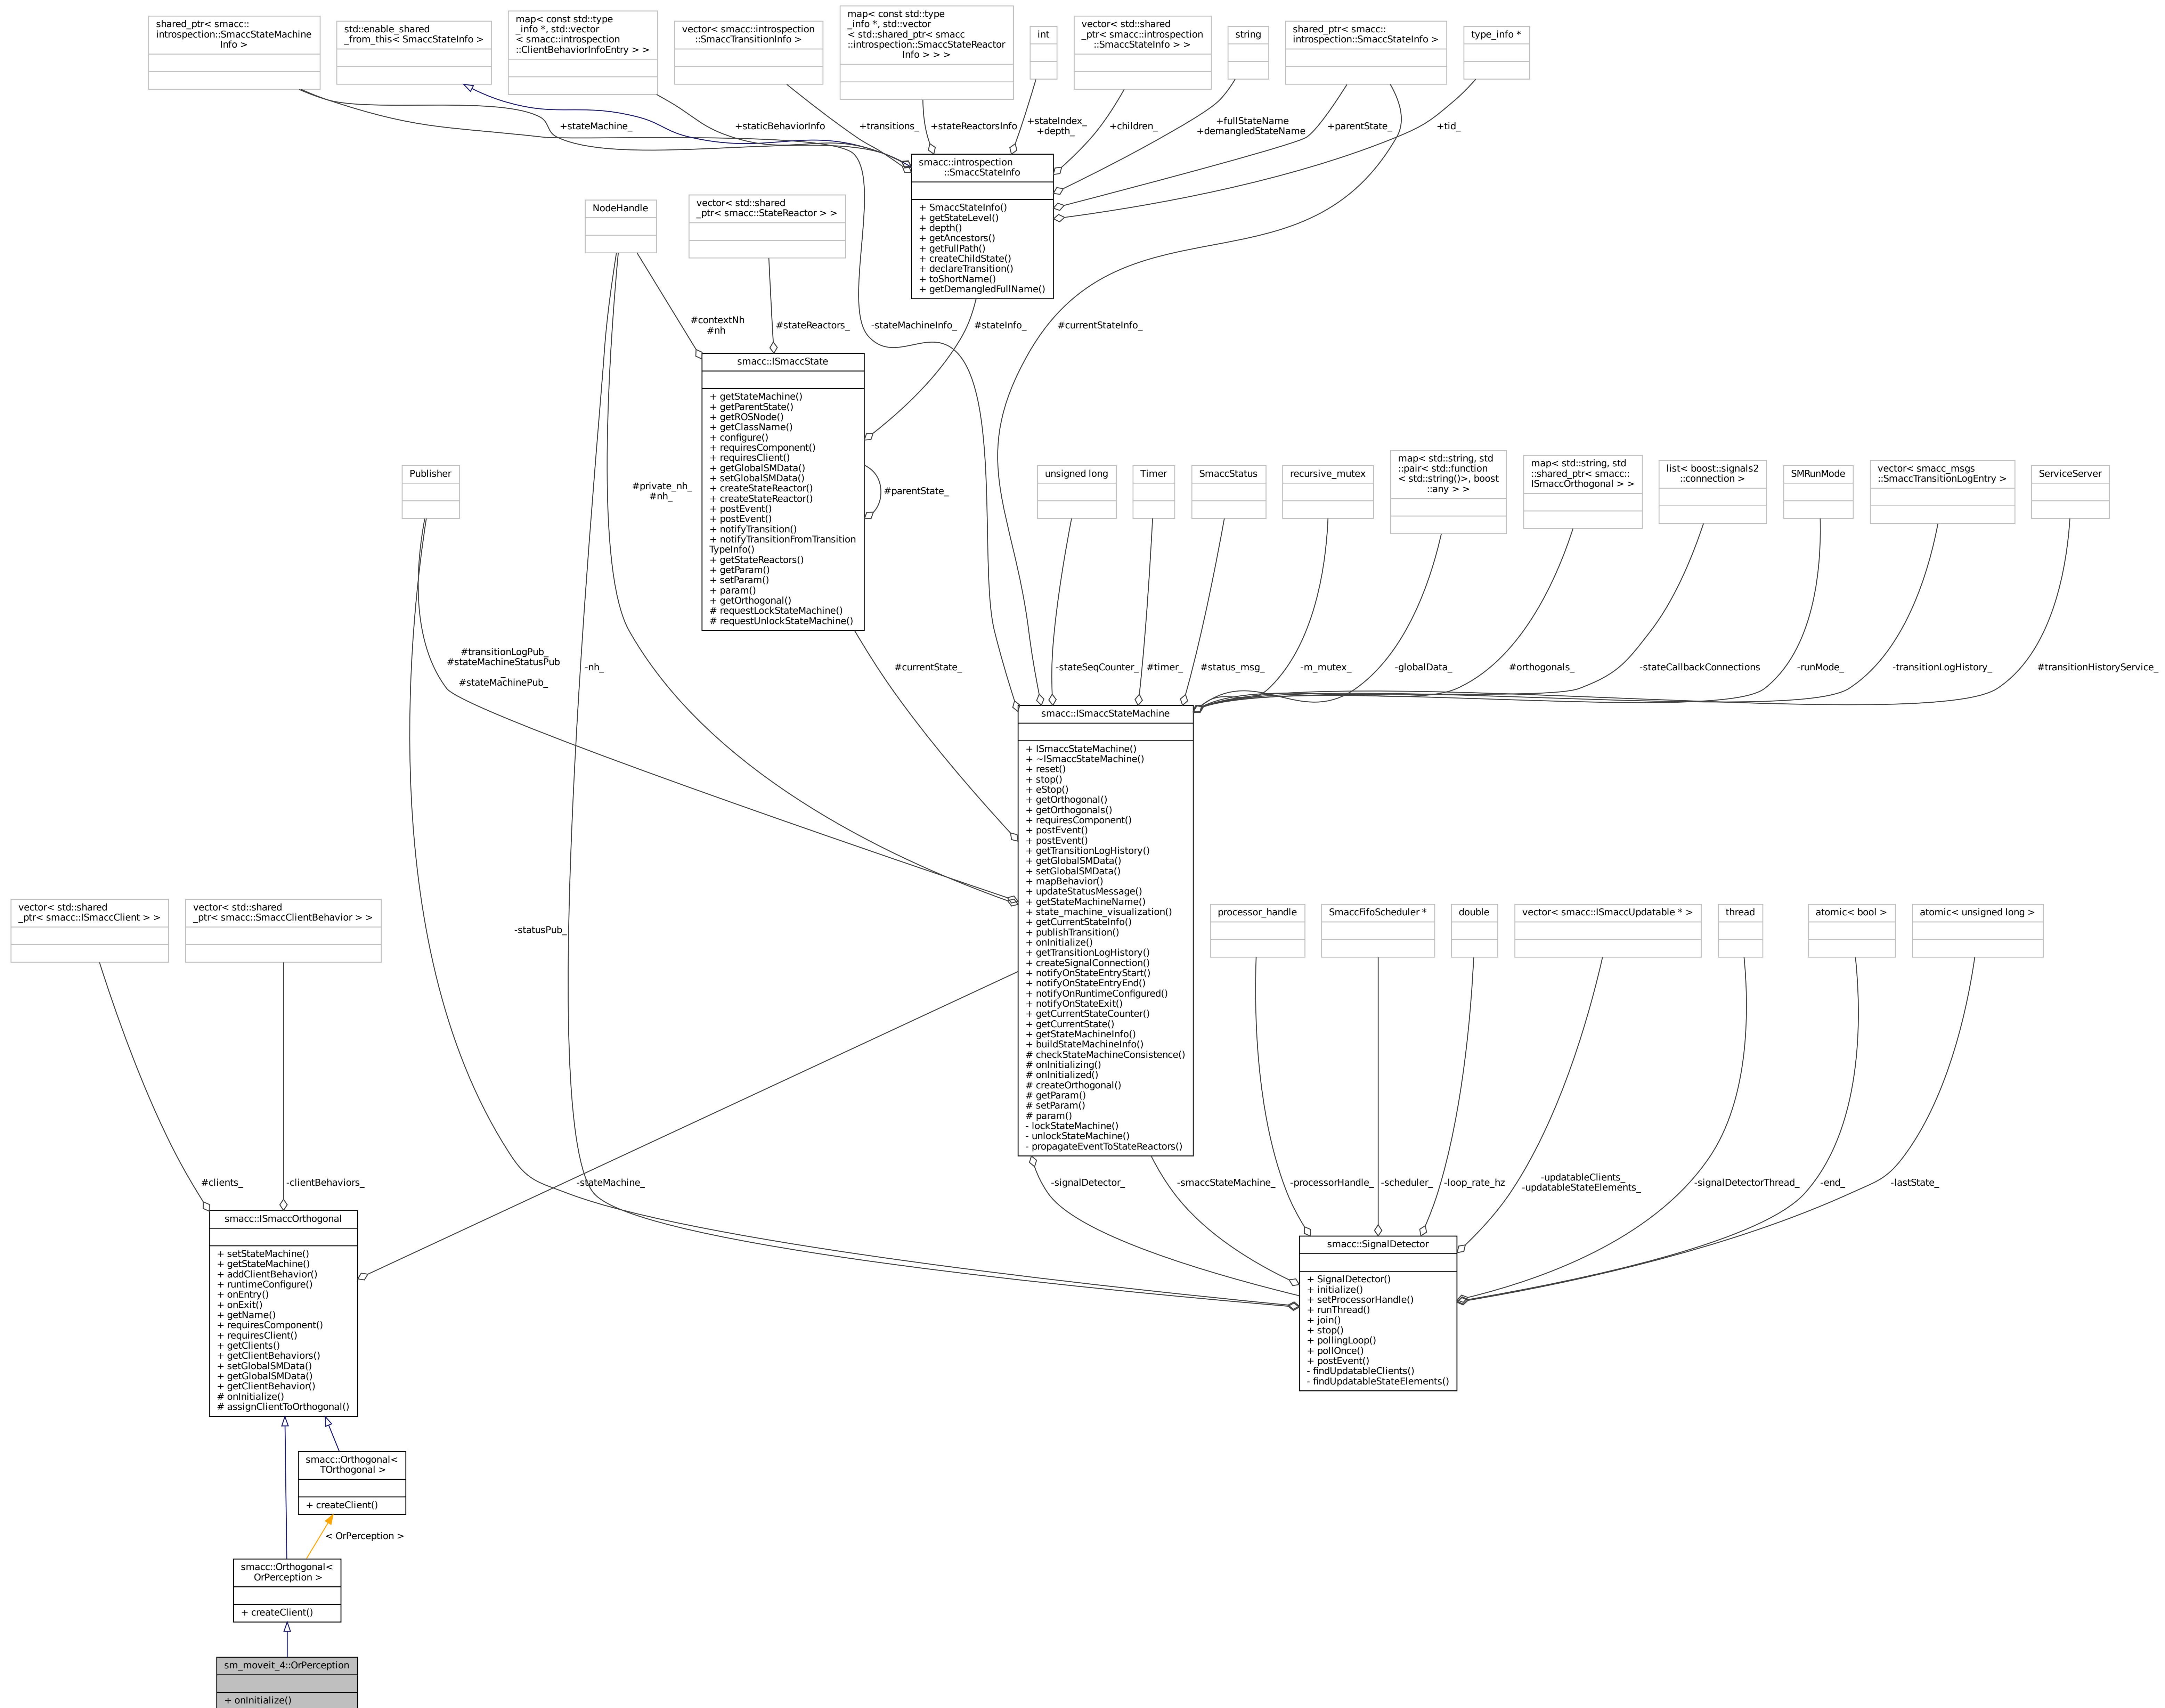 shared_ptr< smacc::
introspection::SmaccStateMachine
Info >
std::enable_shared
_from_this< SmaccStateInfo >
map< const std::type
_info *, std::vector
< smacc::introspection
::ClientBehaviorInfoEntry > >
vector< smacc::introspection
::SmaccTransitionInfo >
map< const std::type
_info *, std::vector
< std::shared_ptr< smacc
::introspection::SmaccStateReactor
Info > > >
int
vector< std::shared
_ptr< smacc::introspection
::SmaccStateInfo > >
string
shared_ptr< smacc::
introspection::SmaccStateInfo >
type_info *
+stateMachine_
+staticBehaviorInfo
+transitions_
+stateReactorsInfo
+stateIndex_
+depth_
+children_
+fullStateName
+demangledStateName
+parentState_
+tid_
smacc::introspection
::SmaccStateInfo
+ SmaccStateInfo()
+ getStateLevel()
+ depth()
+ getAncestors()
+ getFullPath()
+ createChildState()
+ declareTransition()
+ toShortName()
+ getDemangledFullName()
NodeHandle
vector< std::shared
_ptr< smacc::StateReactor > >
#contextNh
#nh
#stateReactors_
-stateMachineInfo_
#stateInfo_
#currentStateInfo_
smacc::ISmaccState
+ getStateMachine()
+ getParentState()
+ getROSNode()
+ getClassName()
+ configure()
+ requiresComponent()
+ requiresClient()
+ getGlobalSMData()
+ setGlobalSMData()
+ createStateReactor()
+ createStateReactor()
+ postEvent()
+ postEvent()
+ notifyTransition()
+ notifyTransitionFromTransition
TypeInfo()
+ getStateReactors()
+ getParam()
+ setParam()
+ param()
+ getOrthogonal()
# requestLockStateMachine()
# requestUnlockStateMachine()
#parentState_
#private_nh_
#nh_
Publisher
unsigned long
Timer
SmaccStatus
recursive_mutex
map< std::string, std
::pair< std::function
< std::string()>, boost
::any > >
map< std::string, std
::shared_ptr< smacc::
ISmaccOrthogonal > >
list< boost::signals2
::connection >
SMRunMode
vector< smacc_msgs
::SmaccTransitionLogEntry >
ServiceServer
#transitionLogPub_
#stateMachineStatusPub
_
#stateMachinePub_
-nh_
#currentState_
-stateSeqCounter_
#timer_
#status_msg_
-m_mutex_
-globalData_
#orthogonals_
-stateCallbackConnections
-runMode_
-transitionLogHistory_
#transitionHistoryService_
smacc::ISmaccStateMachine
+ ISmaccStateMachine()
+ ~ISmaccStateMachine()
+ reset()
+ stop()
+ eStop()
+ getOrthogonal()
+ getOrthogonals()
+ requiresComponent()
+ postEvent()
+ postEvent()
+ getTransitionLogHistory()
+ getGlobalSMData()
+ setGlobalSMData()
+ mapBehavior()
+ updateStatusMessage()
+ getStateMachineName()
+ state_machine_visualization()
+ getCurrentStateInfo()
+ publishTransition()
+ onInitialize()
+ getTransitionLogHistory()
+ createSignalConnection()
+ notifyOnStateEntryStart()
+ notifyOnStateEntryEnd()
+ notifyOnRuntimeConfigured()
+ notifyOnStateExit()
+ getCurrentStateCounter()
+ getCurrentState()
+ getStateMachineInfo()
+ buildStateMachineInfo()
# checkStateMachineConsistence()
# onInitializing()
# onInitialized()
# createOrthogonal()
# getParam()
# setParam()
# param()
- lockStateMachine()
- unlockStateMachine()
- propagateEventToStateReactors()
vector< std::shared
_ptr< smacc::ISmaccClient > >
vector< std::shared
_ptr< smacc::SmaccClientBehavior > >
-statusPub_
processor_handle
SmaccFifoScheduler *
double
vector< smacc::ISmaccUpdatable * >
thread
atomic< bool >
atomic< unsigned long >
#clients_
-clientBehaviors_
-stateMachine_
-signalDetector_
-smaccStateMachine_
-processorHandle_
-scheduler_
-loop_rate_hz
-updatableClients_
-updatableStateElements_
-signalDetectorThread_
-end_
-lastState_
smacc::ISmaccOrthogonal
+ setStateMachine()
+ getStateMachine()
+ addClientBehavior()
+ runtimeConfigure()
+ onEntry()
+ onExit()
+ getName()
+ requiresComponent()
+ requiresClient()
+ getClients()
+ getClientBehaviors()
+ setGlobalSMData()
+ getGlobalSMData()
+ getClientBehavior()
# onInitialize()
# assignClientToOrthogonal()
smacc::SignalDetector
+ SignalDetector()
+ initialize()
+ setProcessorHandle()
+ runThread()
+ join()
+ stop()
+ pollingLoop()
+ pollOnce()
+ postEvent()
- findUpdatableClients()
- findUpdatableStateElements()
smacc::Orthogonal<
TOrthogonal >
+ createClient()
< OrPerception >
smacc::Orthogonal<
OrPerception >
+ createClient()
sm_moveit_4::OrPerception
+ onInitialize()